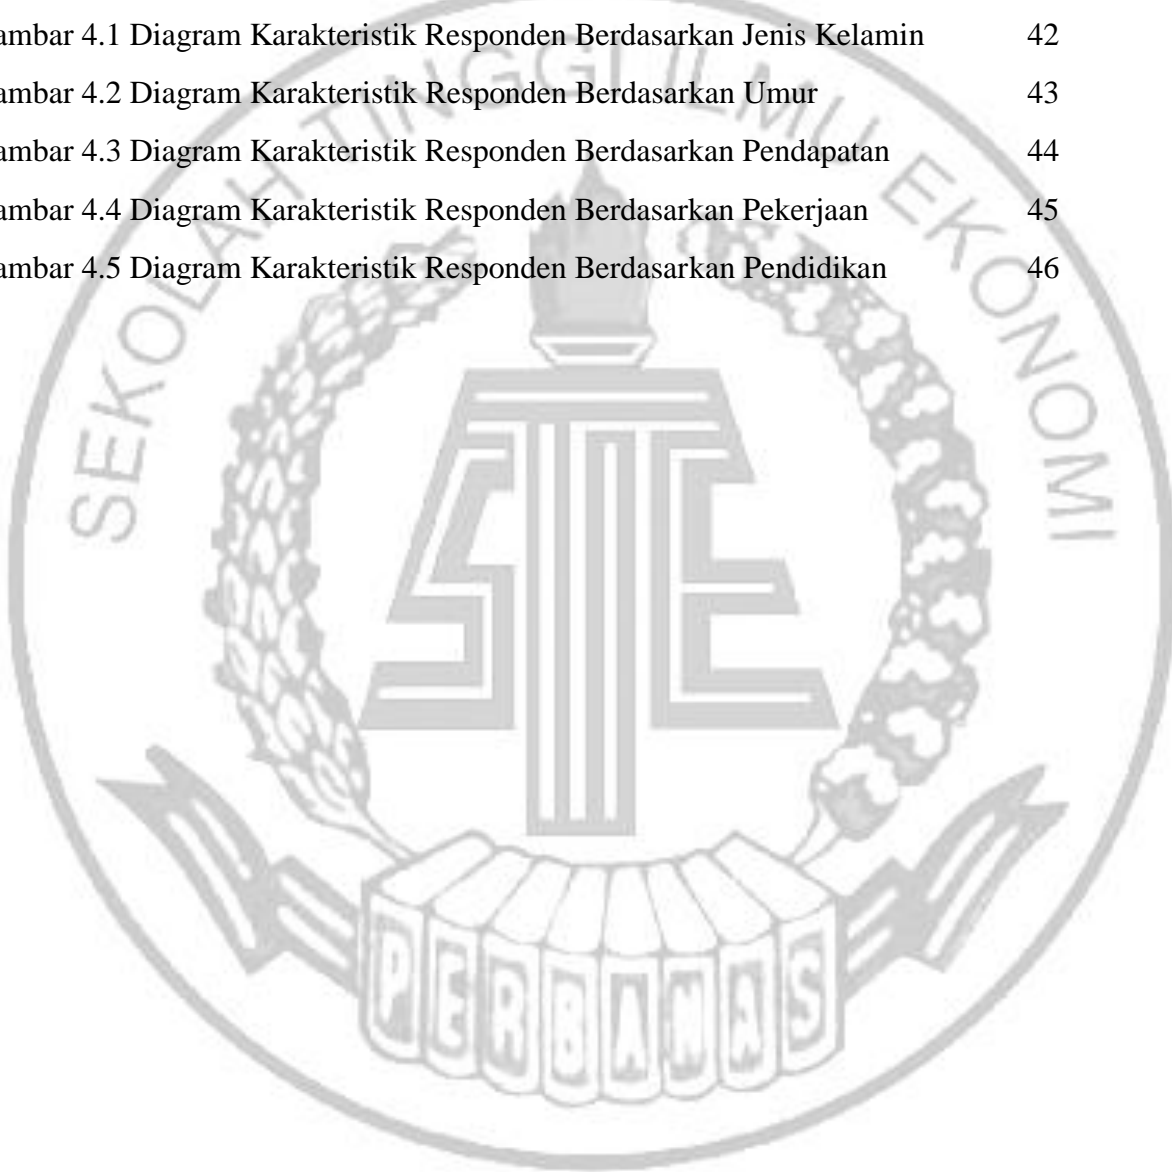 ambar 4.1 Diagram Karakteristik Responden Berdasarkan Jenis Kelamin 42
ambar 4.2 Diagram Karakteristik Responden Berdasarkan Umur 43
ambar 4.3 Diagram Karakteristik Responden Berdasarkan Pendapatan 44
ambar 4.4 Diagram Karakteristik Responden Berdasarkan Pekerjaan 45
ambar 4.5 Diagram Karakteristik Responden Berdasarkan Pendidikan 46
SEKOLAH TINGGI ILMU EKONOMI
STIE
PERBANAS